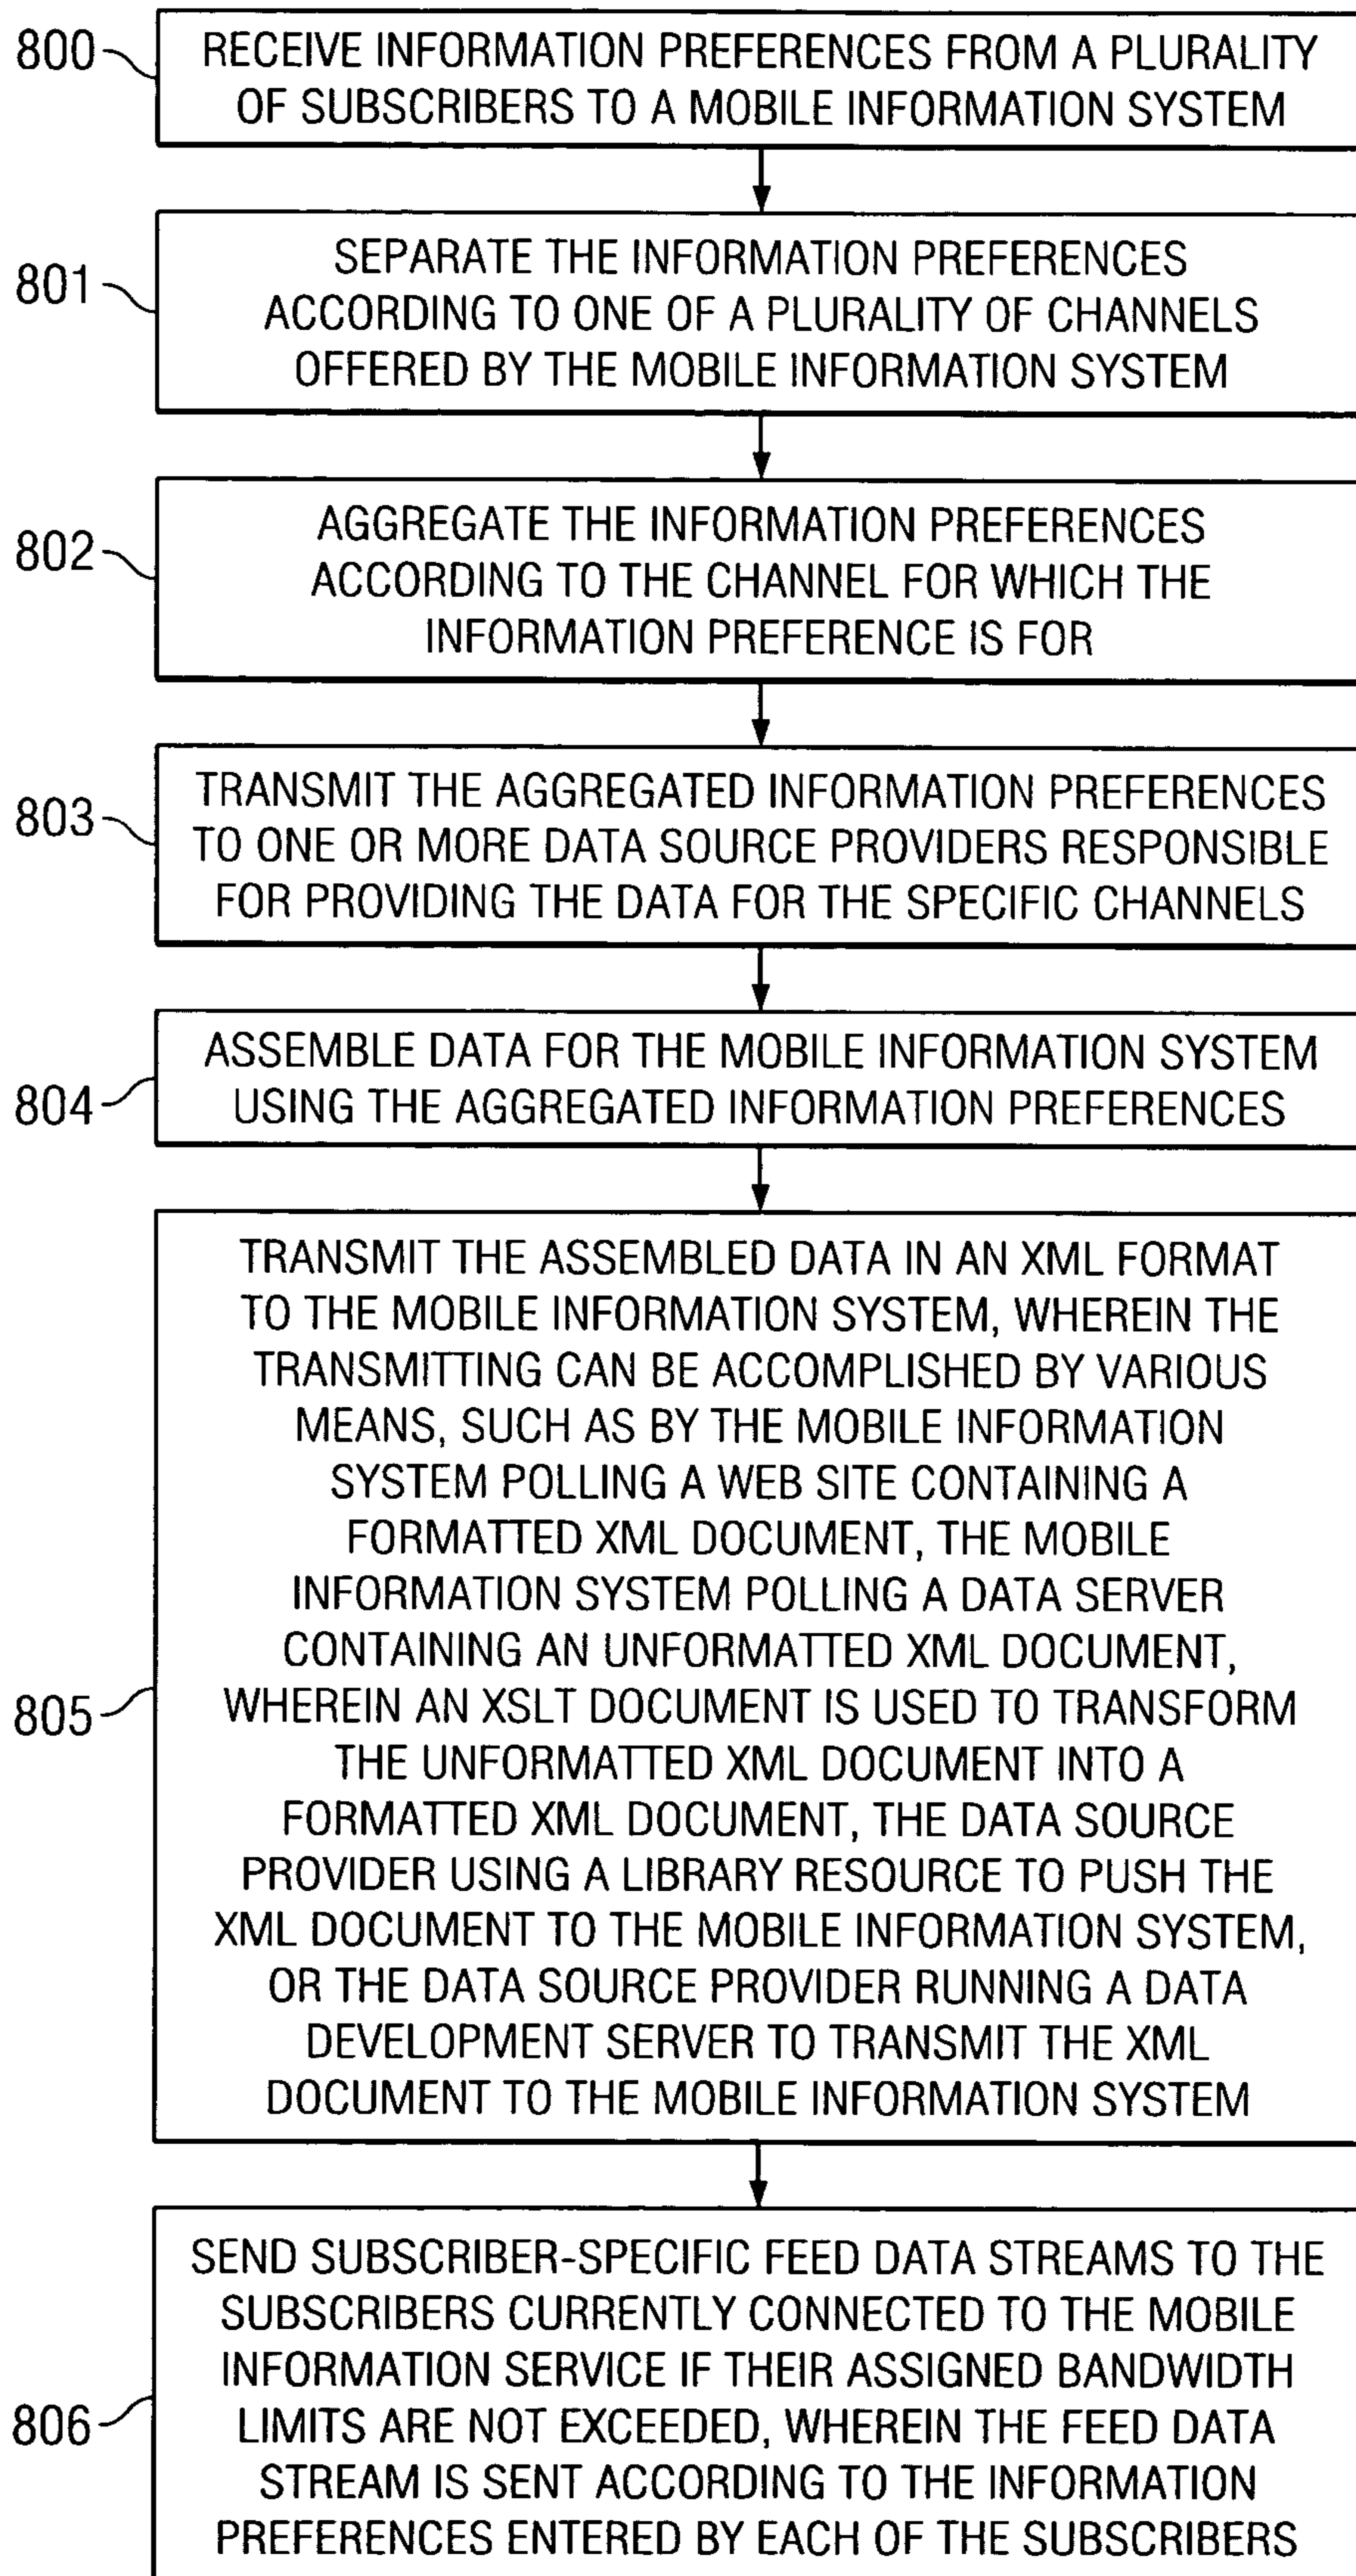 800
RECEIVE INFORMATION PREFERENCES FROM A PLURALITY
OF SUBSCRIBERS TO A MOBILE INFORMATION SYSTEM
801
SEPARATE THE INFORMATION PREFERENCES
ACCORDING TO ONE OF A PLURALITY OF CHANNELS
OFFERED BY THE MOBILE INFORMATION SYSTEM
802
AGGREGATE THE INFORMATION PREFERENCES
ACCORDING TO THE CHANNEL FOR WHICH THE
INFORMATION PREFERENCE IS FOR
803
TRANSMIT THE AGGREGATED INFORMATION PREFERENCES
TO ONE OR MORE DATA SOURCE PROVIDERS RESPONSIBLE
FOR PROVIDING THE DATA FOR THE SPECIFIC CHANNELS
804
ASSEMBLE DATA FOR THE MOBILE INFORMATION SYSTEM
USING THE AGGREGATED INFORMATION PREFERENCES
805
TRANSMIT THE ASSEMBLED DATA IN AN XML FORMAT
TO THE MOBILE INFORMATION SYSTEM, WHEREIN THE
TRANSMITTING CAN BE ACCOMPLISHED BY VARIOUS
MEANS, SUCH AS BY THE MOBILE INFORMATION
SYSTEM POLLING A WEB SITE CONTAINING A
FORMATTED XML DOCUMENT, THE MOBILE
INFORMATION SYSTEM POLLING A DATA SERVER
CONTAINING AN UNFORMATTED XML DOCUMENT,
WHEREIN AN XSLT DOCUMENT IS USED TO TRANSFORM
THE UNFORMATTED XML DOCUMENT INTO A
FORMATTED XML DOCUMENT, THE DATA SOURCE
PROVIDER USING A LIBRARY RESOURCE TO PUSH THE
XML DOCUMENT TO THE MOBILE INFORMATION SYSTEM,
OR THE DATA SOURCE PROVIDER RUNNING A DATA
DEVELOPMENT SERVER TO TRANSMIT THE XML
DOCUMENT TO THE MOBILE INFORMATION SYSTEM
806
SEND SUBSCRIBER-SPECIFIC FEED DATA STREAMS TO THE
SUBSCRIBERS CURRENTLY CONNECTED TO THE MOBILE
INFORMATION SERVICE IF THEIR ASSIGNED BANDWIDTH
LIMITS ARE NOT EXCEEDED, WHEREIN THE FEED DATA
STREAM IS SENT ACCORDING TO THE INFORMATION
PREFERENCES ENTERED BY EACH OF THE SUBSCRIBERS